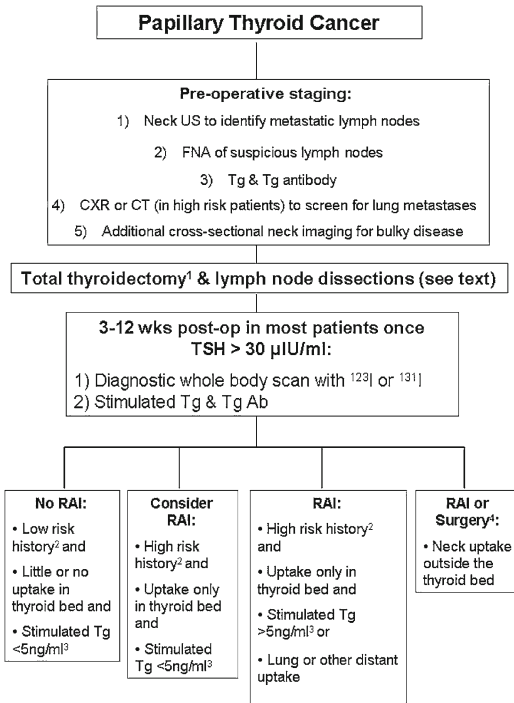 Papillary Thyroid Cancer
Pre-operative staging:
1) Neck US to identify metastatic lymph nodes
2) FNA of suspicious lymph nodes
3) Tg & Tg antibody
4) CXR or CT (in high risk patients) to screen for lung metastases
5) Additional cross-sectional neck imaging for bulky disease
Total thyroidectomy¹ & lymph node dissections (see text)
3-12 wks post-op in most patients once
TSH > 30 µIU/ml:
1) Diagnostic whole body scan with ¹²³I or ¹³¹I
2) Stimulated Tg & Tg Ab
No RAI:
• Low risk
history² and
• Little or no
uptake in
thyroid bed and
• Stimulated Tg
<5ng/ml³
Consider
RAI:
• High risk
history² and
• Uptake only
in thyroid bed
and
• Stimulated
Tg <5ng/ml³
RAI:
• High risk history²
and
• Uptake only in
thyroid bed and
• Stimulated Tg
>5ng/ml³ or
• Lung or other distant
uptake
RAI or
Surgery⁴:
• Neck uptake
outside the
thyroid bed